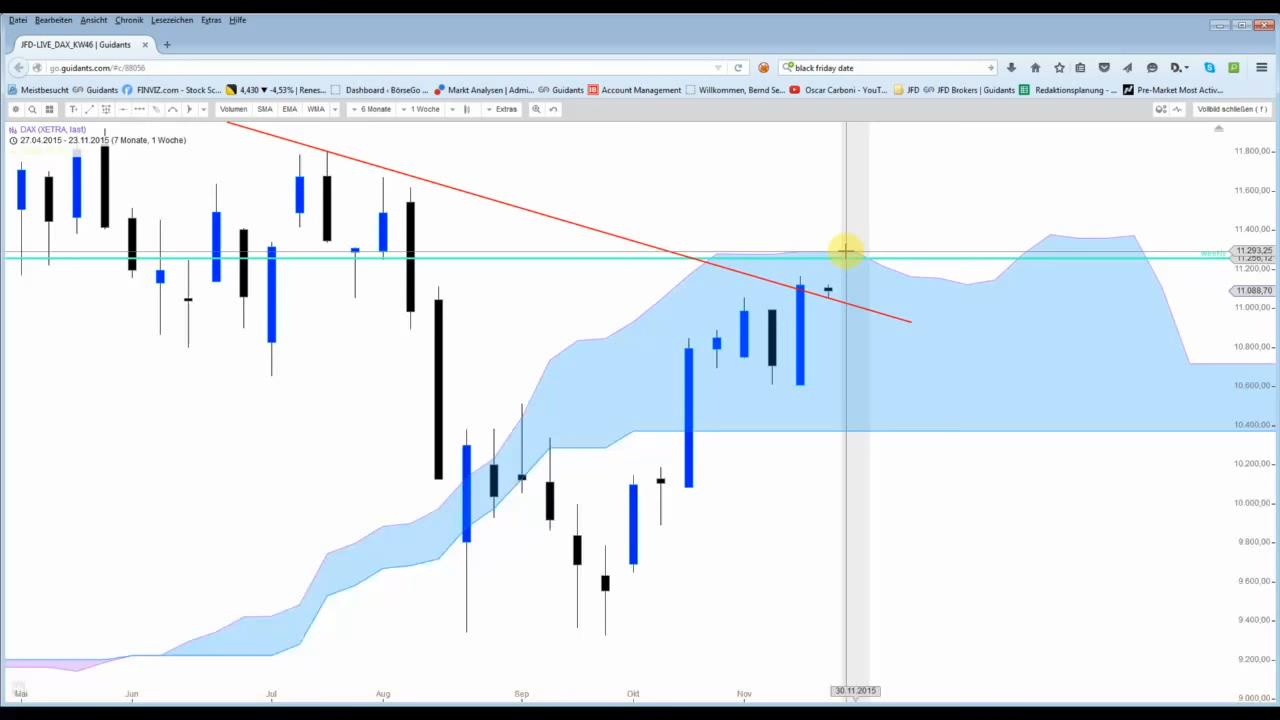 Datei Bearbeiten Ansicht Chronik Lesezeichen Extras Hilfe
JFD-LIVE_DAX_KW46 | Guidants
go.guidants.com/#c/88056 black friday date
Meistbesucht Guidants FINVIZ.com - Stock Sc... 4,430 ▼ -4,53% | Renes... Dashboard ‹ BörseGo ... Markt Analysen | Admi... Guidants Account Management Willkommen, Bernd Se... Oscar Carboni - YouT... JFD JFD Brokers | Guidants Redaktionsplanung - ... Pre-Market Most Activ...
Volumen SMA EMA WMA 6 Monate 1 Woche Extras Vollbild schließen ( f )
DAX (XETRA, last)
27.04.2015 - 23.11.2015 (7 Monate, 1 Woche)
11.800,00
11.600,00
11.400,00
11.293,25
11.256,12
11.200,00
11.088,70
11.000,00
10.800,00
10.600,00
10.400,00
10.200,00
10.000,00
9.800,00
9.600,00
9.400,00
9.200,00
9.000,00
Mai Jun Jul Aug Sep Okt Nov 30.11.2015